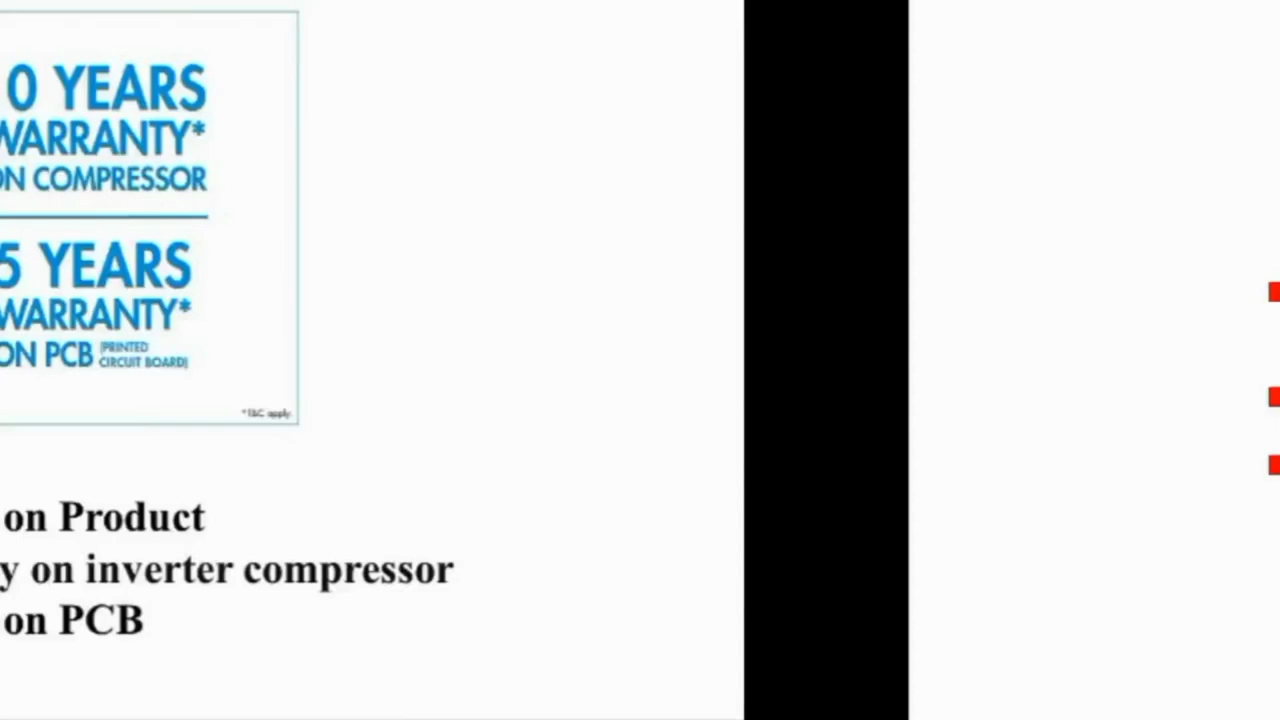 0 YEARS
WARRANTY*
ON COMPRESSOR
5 YEARS
WARRANTY*
ON PCB [PRINTED
CIRCUIT BOARD]
*T&C apply.
on Product
y on inverter compressor
on PCB